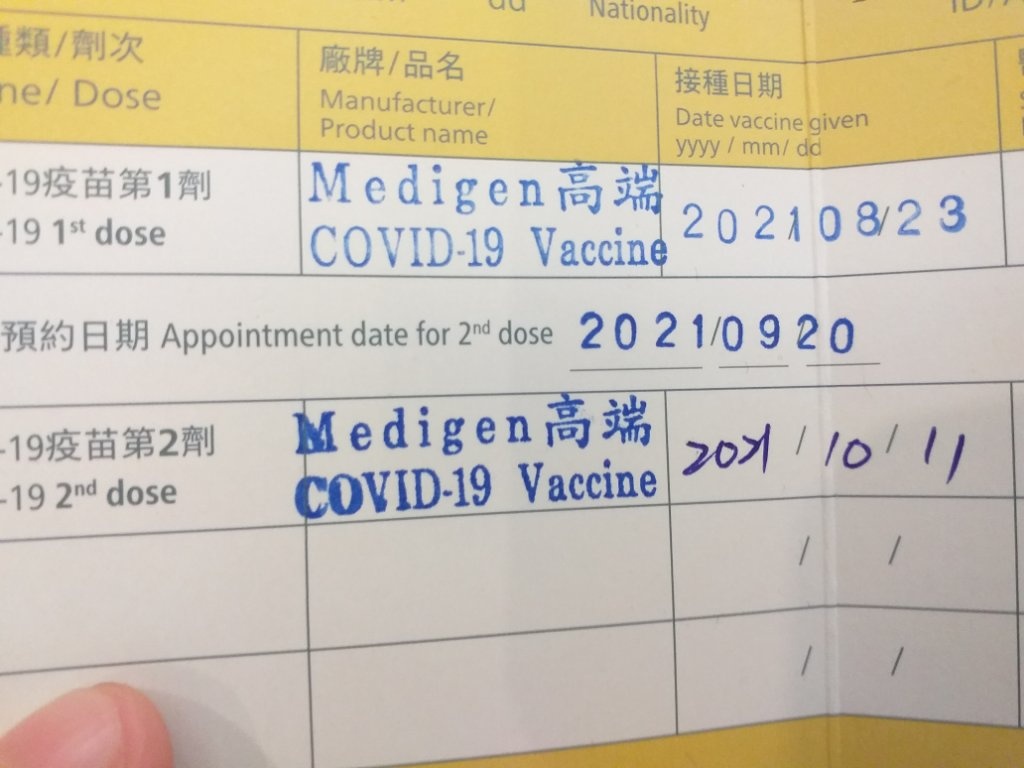 dd
Nationality
種類/劑次
ne/ Dose
廠牌/品名
Manufacturer/
Product name
接種日期
Date vaccine given
yyyy / mm/ dd
-19疫苗第1劑
-19 1st dose
Medigen高端
COVID-19 Vaccine
2021 08/23
預約日期 Appointment date for 2nd dose 2021/09 20
-19疫苗第2劑
-19 2nd dose
Medigen高端
COVID-19 Vaccine
2021 / 10 / 11
/ /
/ /